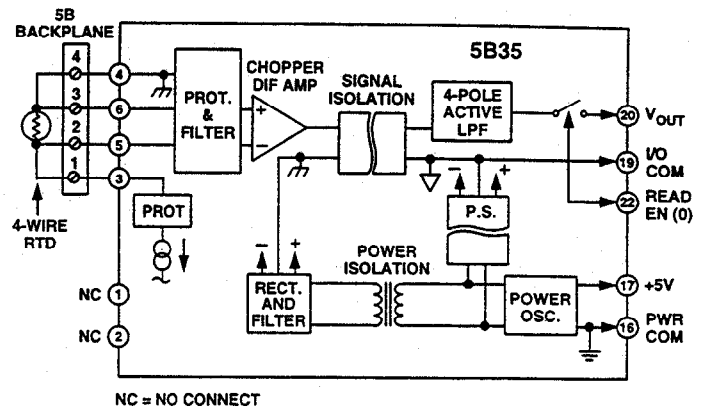 5B
BACKPLANE
5B35
4
3
2
1
4
6
5
3
PROT.
&
FILTER
CHOPPER
DIF AMP
+
−
SIGNAL
ISOLATION
4-POLE
ACTIVE
LPF
20 VOUT
19 I/O
COM
22 READ
EN (0)
4-WIRE
RTD
PROT
− +
P.S.
POWER
ISOLATION
− +
RECT.
AND
FILTER
POWER
OSC.
17 +5V
16 PWR
COM
NC 1
NC 2
NC = NO CONNECT